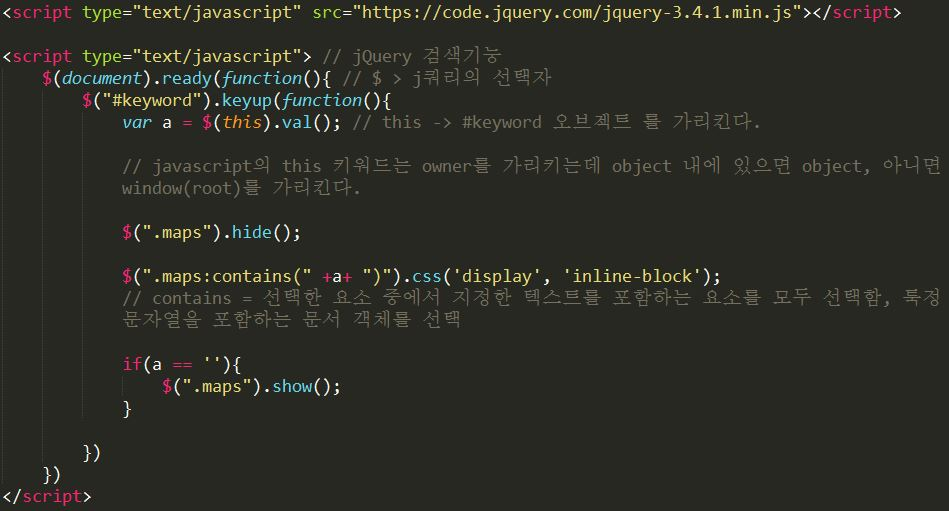 <script type="text/javascript" src="https://code.jquery.com/jquery-3.4.1.min.js"></script>
<script type="text/javascript"> // jQuery 검색기능
$(document).ready(function(){ // $ > j쿼리의 선택자
$("#keyword").keyup(function(){
var a = $(this).val(); // this -> #keyword 오브젝트 를 가리킨다.
// javascript의 this 키워드는 owner를 가리키는데 object 내에 있으면 object, 아니면
window(root)를 가리킨다.
$(".maps").hide();
$(".maps:contains(" +a+ ")").css('display', 'inline-block');
// contains = 선택한 요소 중에서 지정한 텍스트를 포함하는 요소를 모두 선택함, 특정
문자열을 포함하는 문서 객체를 선택
if(a == ''){
$(".maps").show();
}
})
})
</script>